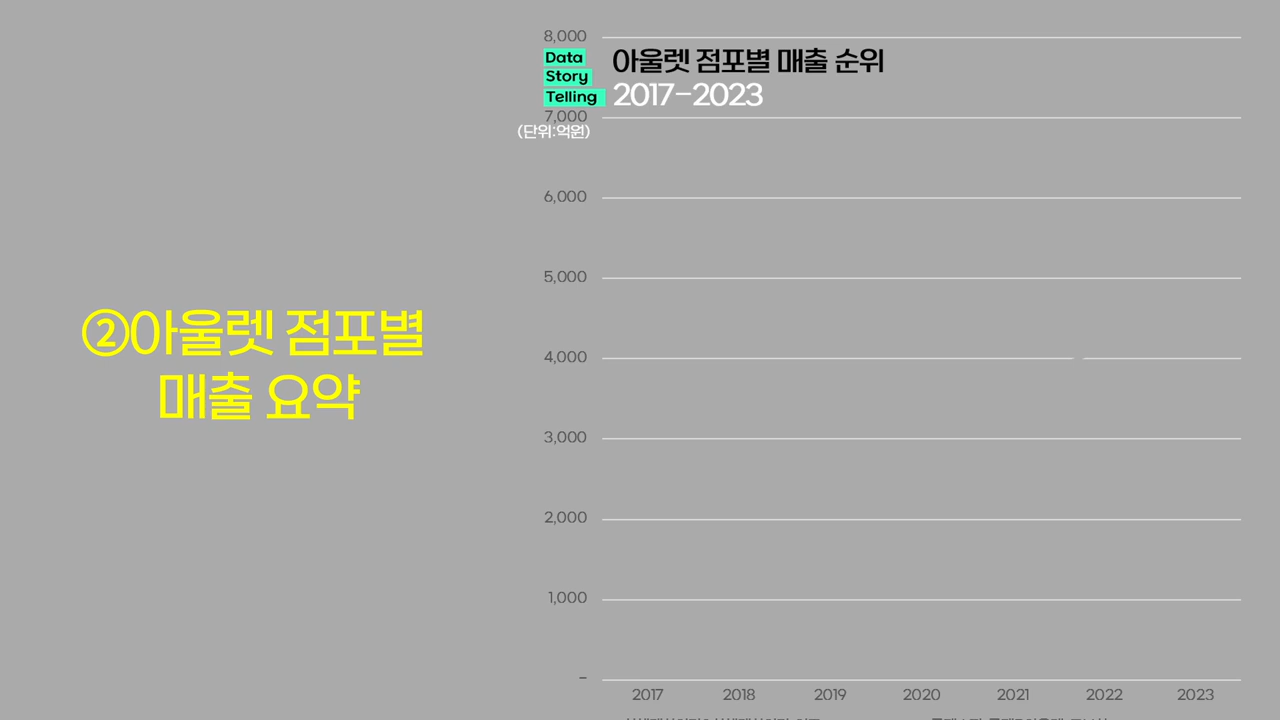 8,000
Data
Story
Telling
아울렛 점포별 매출 순위
2017-2023
7,000
(단위:억원)
6,000
5,000
②아울렛 점포별
매출 요약
4,000
3,000
2,000
1,000
-
2017 2018 2019 2020 2021 2022 2023